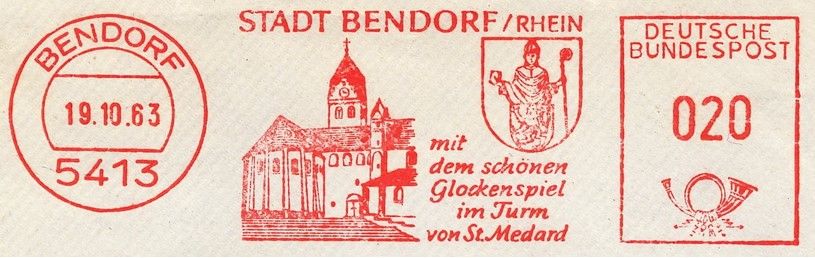 BENDORF
19.10.63
5413
STADT BENDORF/RHEIN
mit
dem schönen
Glockenspiel
im Turm
von St. Medard
DEUTSCHE
BUNDESPOST
020